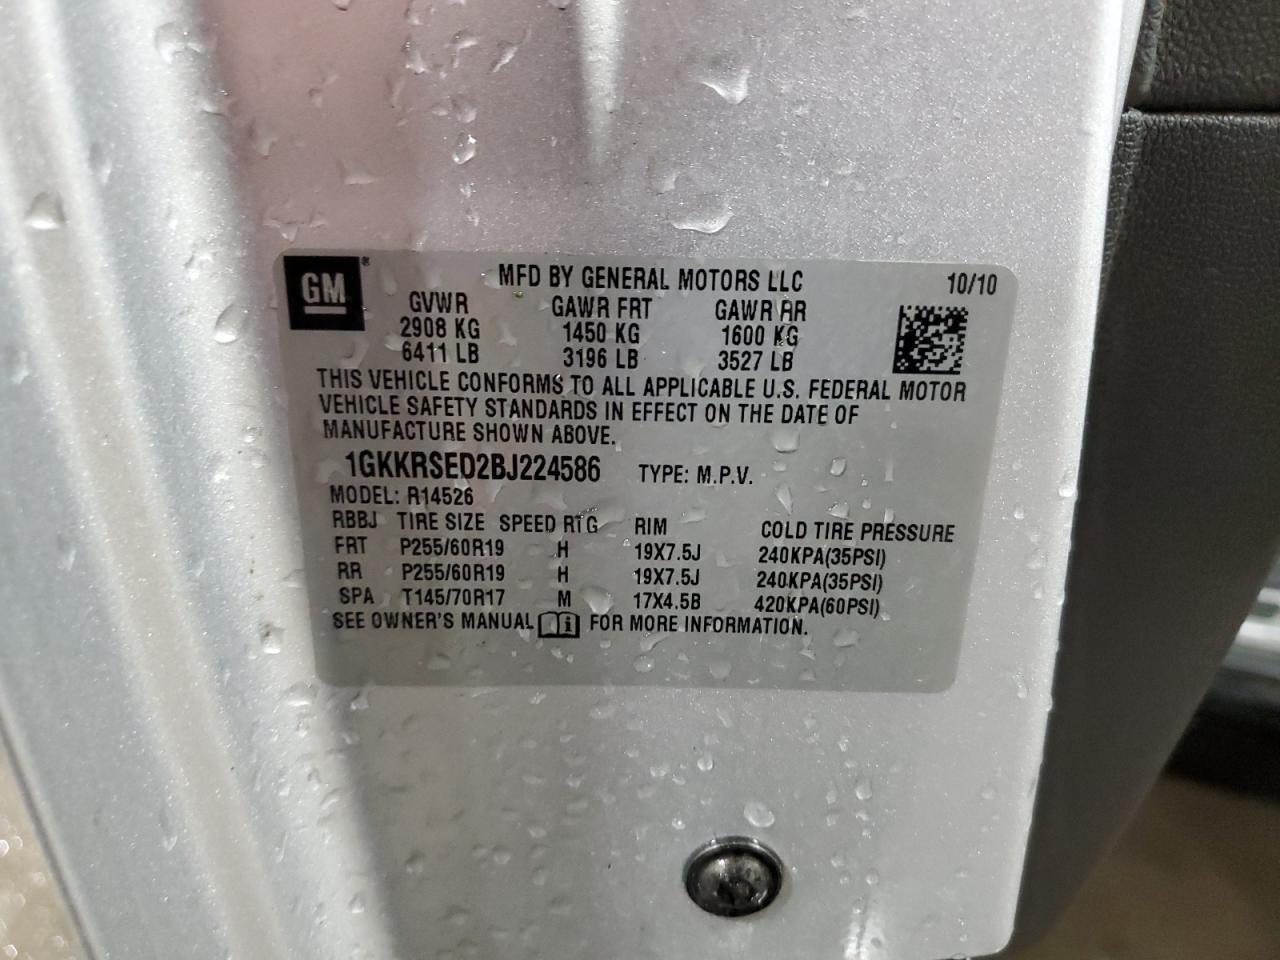 GM® MFD BY GENERAL MOTORS LLC 10/10
GVWR GAWR FRT GAWR RR
2908 KG 1450 KG 1600 KG
6411 LB 3196 LB 3527 LB
THIS VEHICLE CONFORMS TO ALL APPLICABLE U.S. FEDERAL MOTOR
VEHICLE SAFETY STANDARDS IN EFFECT ON THE DATE OF
MANUFACTURE SHOWN ABOVE.
1GKKRSED2BJ224586 TYPE: M.P.V.
MODEL: R14526
RBBJ TIRE SIZE SPEED RTG RIM COLD TIRE PRESSURE
FRT P255/60R19 H 19X7.5J 240KPA(35PSI)
RR P255/60R19 H 19X7.5J 240KPA(35PSI)
SPA T145/70R17 M 17X4.5B 420KPA(60PSI)
SEE OWNER'S MANUAL i FOR MORE INFORMATION.